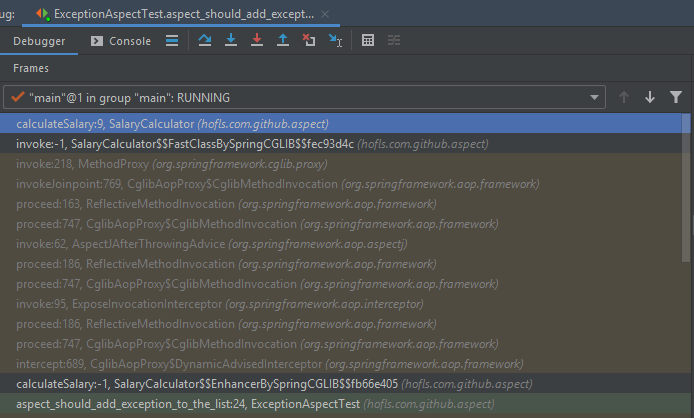 ug:
ExceptionAspectTest.aspect_should_add_except...
Debugger Console
Frames
"main"@1 in group "main": RUNNING
calculateSalary:9, SalaryCalculator (hofls.com.github.aspect)
invoke:-1, SalaryCalculator$$FastClassBySpringCGLIB$$fec93d4c (hofls.com.github.aspect)
invoke:218, MethodProxy (org.springframework.cglib.proxy)
invokeJoinpoint:769, CglibAopProxy$CglibMethodInvocation (org.springframework.aop.framework)
proceed:163, ReflectiveMethodInvocation (org.springframework.aop.framework)
proceed:747, CglibAopProxy$CglibMethodInvocation (org.springframework.aop.framework)
invoke:62, AspectJAfterThrowingAdvice (org.springframework.aop.aspectj)
proceed:186, ReflectiveMethodInvocation (org.springframework.aop.framework)
proceed:747, CglibAopProxy$CglibMethodInvocation (org.springframework.aop.framework)
invoke:95, ExposeInvocationInterceptor (org.springframework.aop.interceptor)
proceed:186, ReflectiveMethodInvocation (org.springframework.aop.framework)
proceed:747, CglibAopProxy$CglibMethodInvocation (org.springframework.aop.framework)
intercept:689, CglibAopProxy$DynamicAdvisedInterceptor (org.springframework.aop.framework)
calculateSalary:-1, SalaryCalculator$$EnhancerBySpringCGLIB$$fb66e405 (hofls.com.github.aspect)
aspect_should_add_exception_to_the_list:24, ExceptionAspectTest (hofls.com.github.aspect)